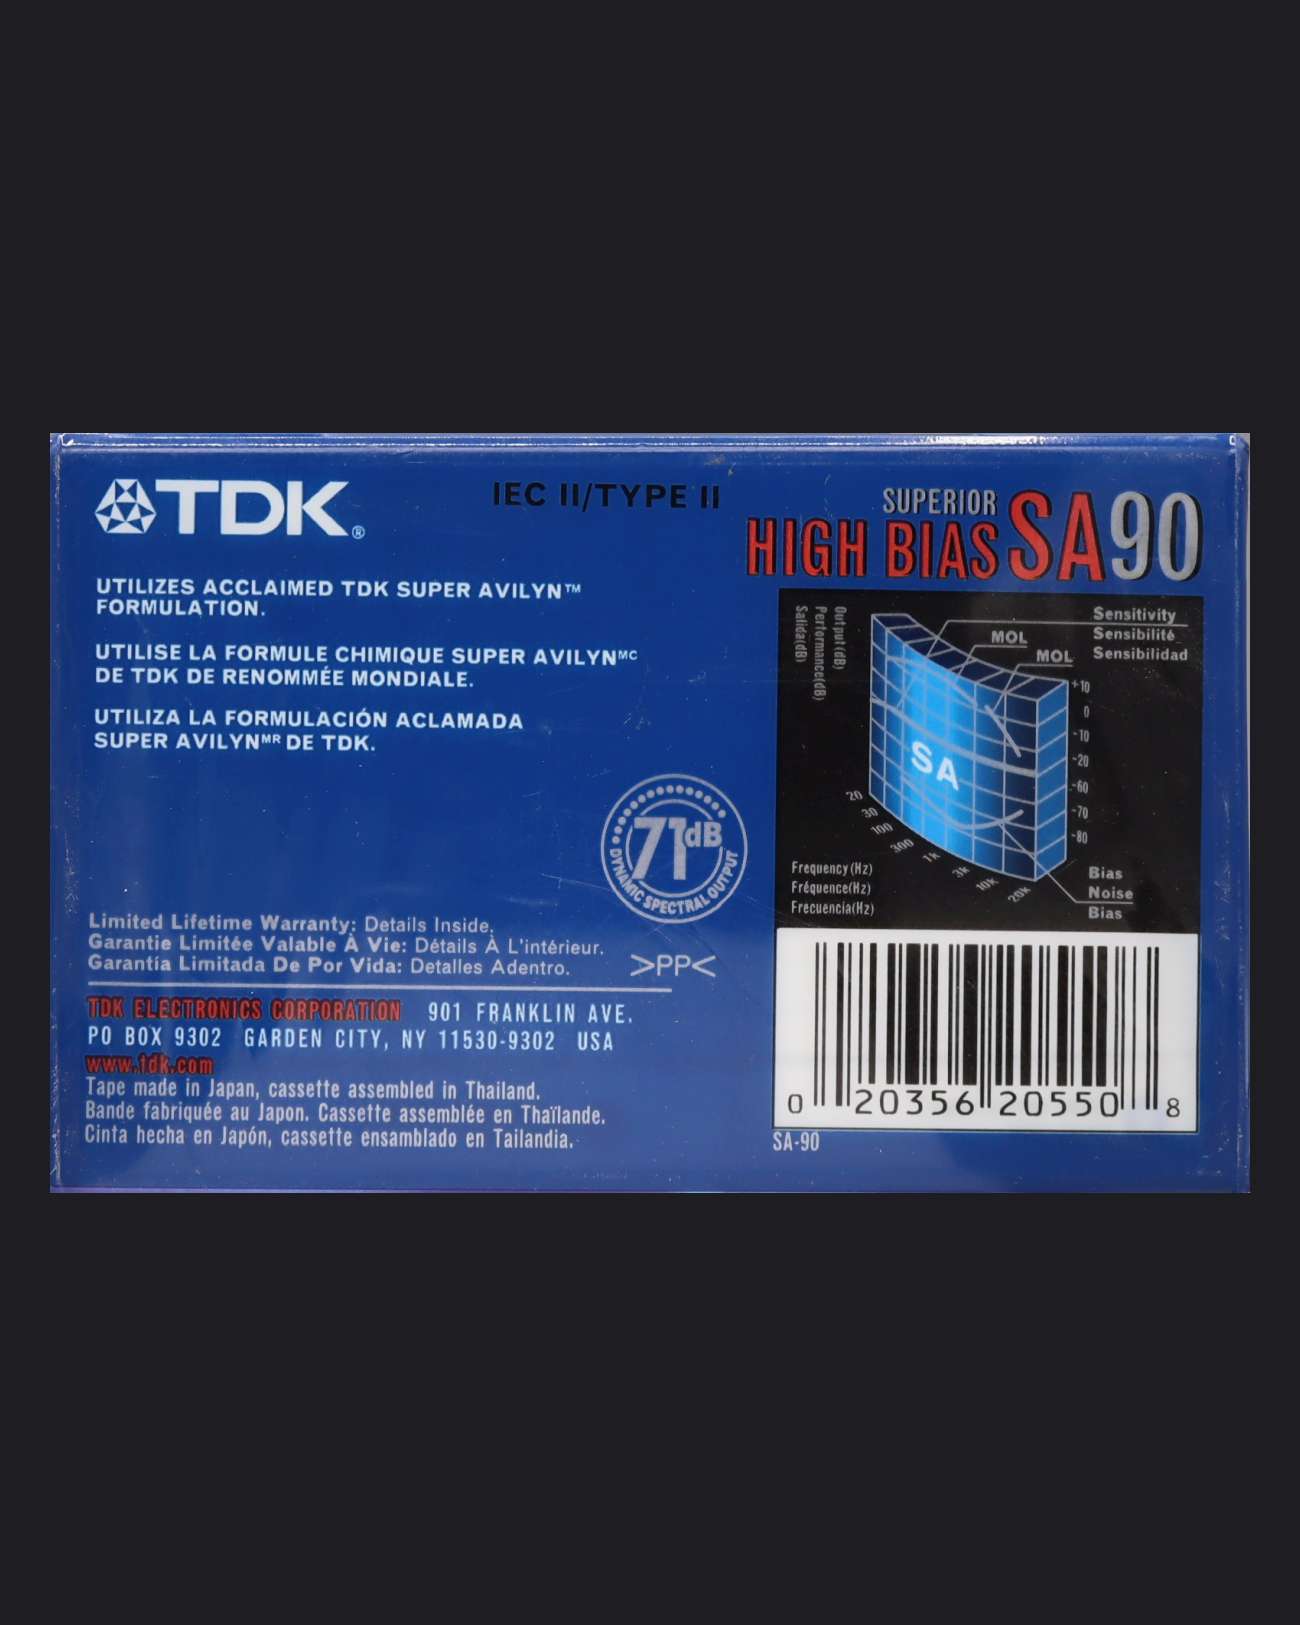 TDK®
IEC II/TYPE II
SUPERIOR
HIGH BIAS SA90
UTILIZES ACCLAIMED TDK SUPER AVILYN™
FORMULATION.
UTILISE LA FORMULE CHIMIQUE SUPER AVILYNMC
DE TDK DE RENOMMÉE MONDIALE.
UTILIZA LA FORMULACIÓN ACLAMADA
SUPER AVILYNMR DE TDK.
71dB
DYNAMIC SPECTRAL OUTPUT
Limited Lifetime Warranty: Details Inside.
Garantie Limitée Valable À Vie: Détails À L'intérieur.
Garantía Limitada De Por Vida: Detalles Adentro.
>PP<
TDK ELECTRONICS CORPORATION 901 FRANKLIN AVE.
PO BOX 9302 GARDEN CITY, NY 11530-9302 USA
www.tdk.com
Tape made in Japan, cassette assembled in Thailand.
Bande fabriquée au Japon. Cassette assemblée en Thaïlande.
Cinta hecha en Japón, cassette ensamblado en Tailandia.
Output(dB)
Performance(dB)
Salida(dB)
Sensitivity
Sensibilité
Sensibilidad
MOL
MOL
SA
+10
0
-10
-20
-60
-70
-80
20
30
100
300
1k
3k
10k
20k
Frequency(Hz)
Fréquence(Hz)
Frecuencia(Hz)
Bias
Noise
Bias
0 20356 20550 8
SA-90